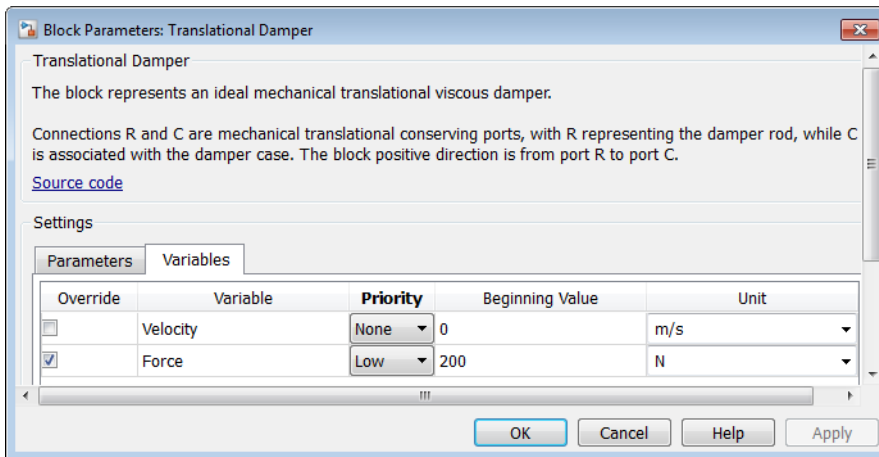 Block Parameters: Translational Damper
Translational Damper
The block represents an ideal mechanical translational viscous damper.
Connections R and C are mechanical translational conserving ports, with R representing the damper rod, while C
is associated with the damper case. The block positive direction is from port R to port C.
Source code
Settings
Parameters Variables
Override Variable Priority Beginning Value Unit
Velocity None 0 m/s
Force Low 200 N
OK Cancel Help Apply